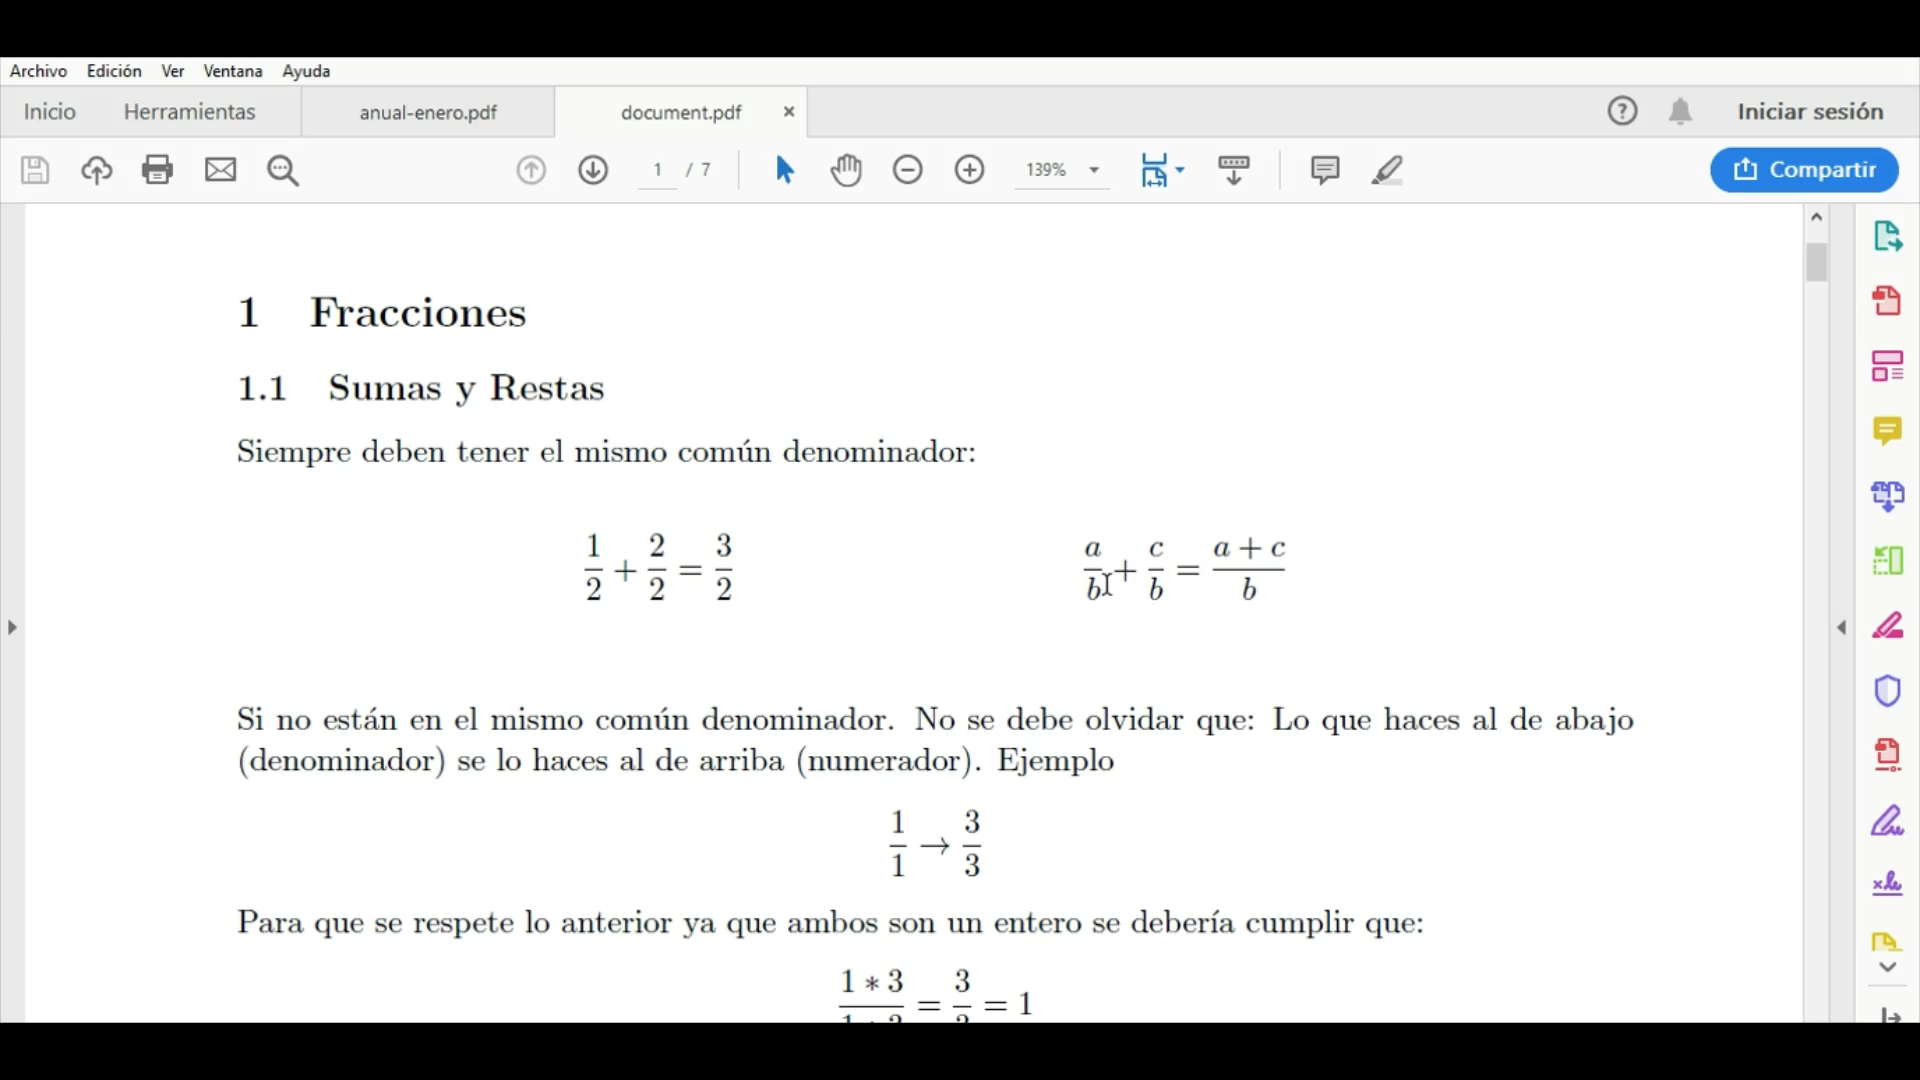 Archivo Edición Ver Ventana Ayuda
Inicio Herramientas anual-enero.pdf document.pdf × ? Iniciar sesión
1 / 7 139% Compartir
1 Fracciones
1.1 Sumas y Restas
Siempre deben tener el mismo común denominador:
1/2 + 2/2 = 3/2 a/b + c/b = (a + c)/b
Si no están en el mismo común denominador. No se debe olvidar que: Lo que haces al de abajo
(denominador) se lo haces al de arriba (numerador). Ejemplo
1/1 → 3/3
Para que se respete lo anterior ya que ambos son un entero se debería cumplir que:
1 * 3 = 3 = 1